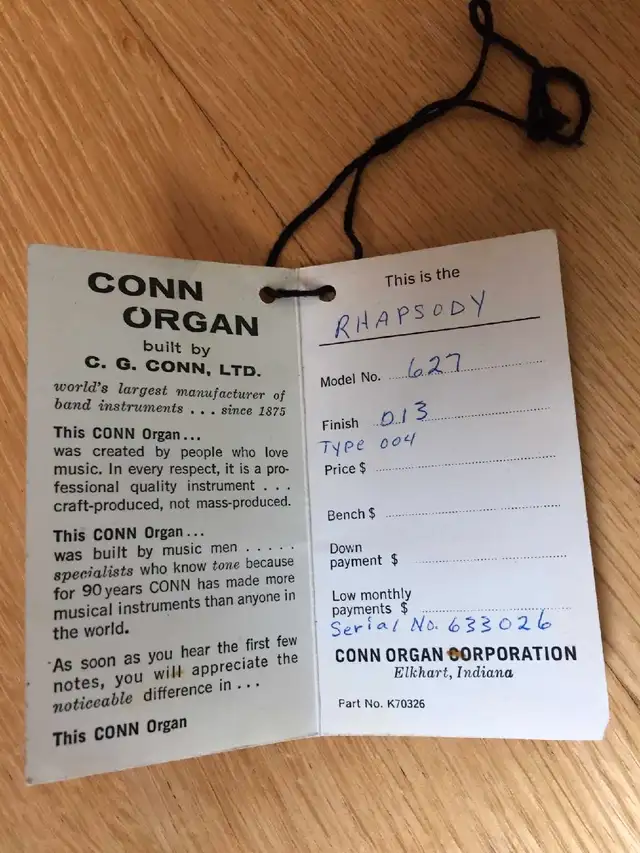 CONN
ORGAN
built by
C. G. CONN, LTD.
world's largest manufacturer of
band instruments . . . since 1875
This CONN Organ...
was created by people who love
music. In every respect, it is a pro-
fessional quality instrument . . .
craft-produced, not mass-produced.
This CONN Organ...
was built by music men . . . . .
specialists who know tone because
for 90 years CONN has made more
musical instruments than anyone in
the world.
As soon as you hear the first few
notes, you will appreciate the
noticeable difference in . . .
This CONN Organ
This is the
RHAPSODY
Model No. 627
Finish 013
Type 004
Price $
Bench $
Down
payment $
Low monthly
payments $
Serial No. 633026
CONN ORGAN CORPORATION
Elkhart, Indiana
Part No. K70326